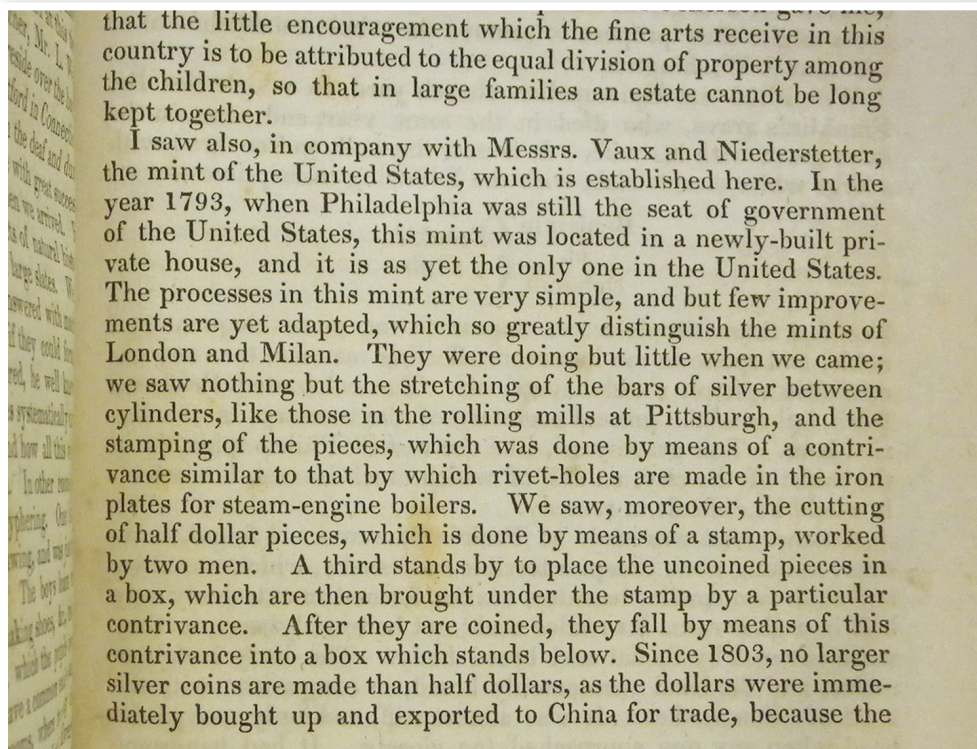 that the little encouragement which the fine arts receive in this
country is to be attributed to the equal division of property among
the children, so that in large families an estate cannot be long
kept together.
I saw also, in company with Messrs. Vaux and Niederstetter,
the mint of the United States, which is established here. In the
year 1793, when Philadelphia was still the seat of government
of the United States, this mint was located in a newly-built pri-
vate house, and it is as yet the only one in the United States.
The processes in this mint are very simple, and but few improve-
ments are yet adapted, which so greatly distinguish the mints of
London and Milan. They were doing but little when we came;
we saw nothing but the stretching of the bars of silver between
cylinders, like those in the rolling mills at Pittsburgh, and the
stamping of the pieces, which was done by means of a contri-
vance similar to that by which rivet-holes are made in the iron
plates for steam-engine boilers. We saw, moreover, the cutting
of half dollar pieces, which is done by means of a stamp, worked
by two men. A third stands by to place the uncoined pieces in
a box, which are then brought under the stamp by a particular
contrivance. After they are coined, they fall by means of this
contrivance into a box which stands below. Since 1803, no larger
silver coins are made than half dollars, as the dollars were imme-
diately bought up and exported to China for trade, because the